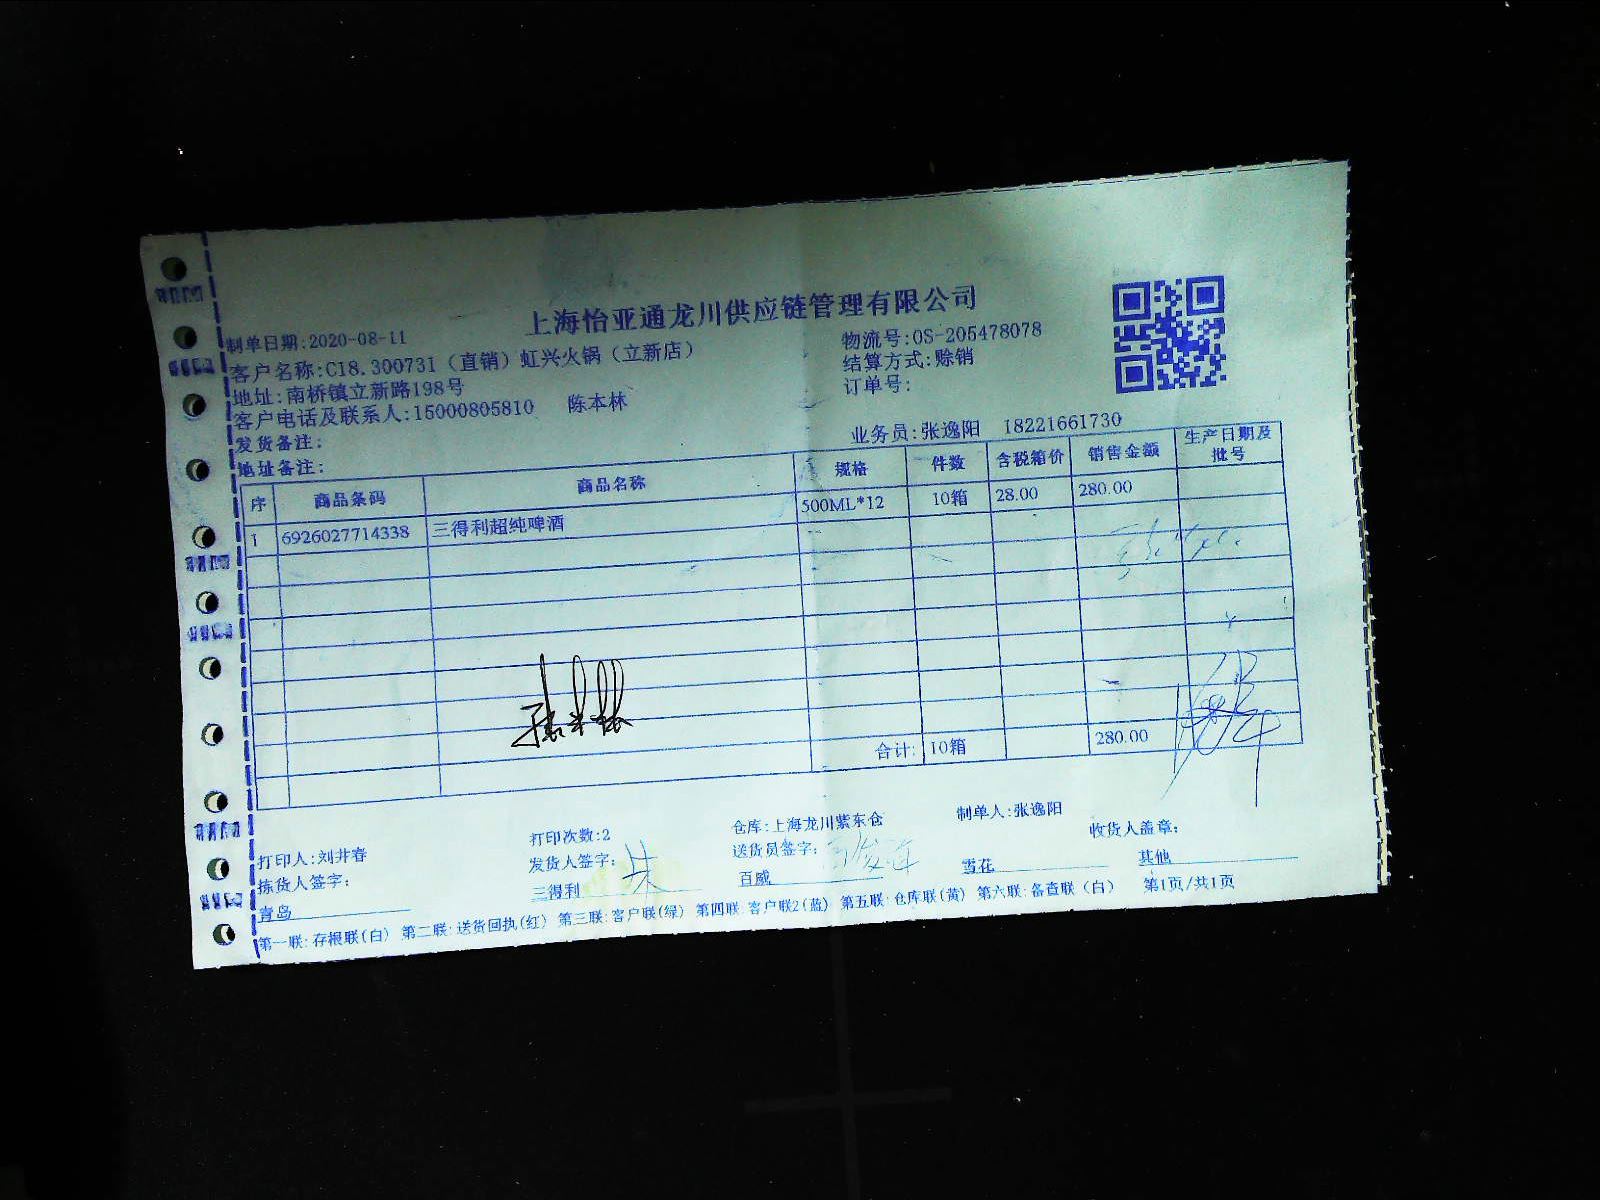 上海怡亚通龙川供应链管理有限公司
制单日期:2020-08-11
物流号:OS-205478078
客户名称:C18.300731（直销）虹兴火锅（立新店）
结算方式:赊销
地址:南桥镇立新路198号
订单号:
客户电话及联系人:15000805810 陈本林
发货备注:
业务员:张逸阳 18221661730
地址备注:
序 商品条码 商品名称 规格 件数 含税箱价 销售金额 生产日期及批号
1 6926027714338 三得利超纯啤酒 500ML*12 10箱 28.00 280.00
合计: 10箱 280.00
打印人:刘井春 打印次数:2 仓库:上海龙川紫东仓 制单人:张逸阳
拣货人签字: 发货人签字: 朱 送货员签字: 收货人盖章:
青岛 三得利 百威 雪花 其他
第一联:存根联(白) 第二联:送货回执(红) 第三联:客户联(绿) 第四联:客户联2(蓝) 第五联:仓库联(黄) 第六联:备查联(白) 第1页/共1页